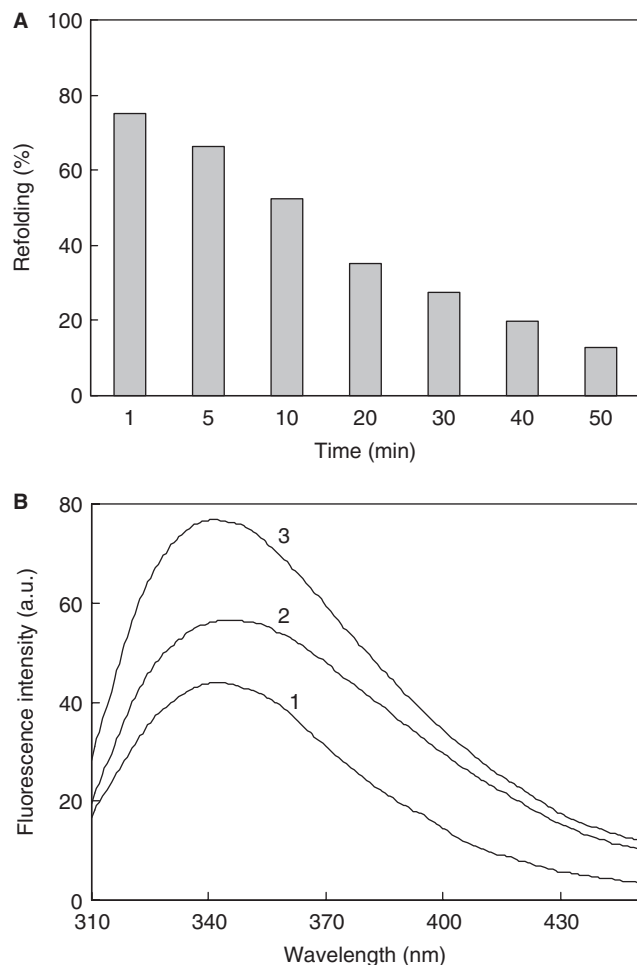 A
100
80
60
40
20
0
Refolding (%)
1 5 10 20 30 40 50
Time (min)
B
80
60
40
20
0
Fluorescence intensity (a.u.)
3
2
1
310 340 370 400 430
Wavelength (nm)